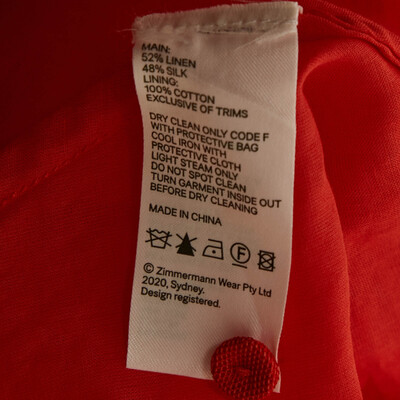 MAIN:
52% LINEN
48% SILK
LINING:
100% COTTON
EXCLUSIVE OF TRIMS
DRY CLEAN ONLY CODE F
WITH PROTECTIVE BAG
COOL IRON WITH
PROTECTIVE CLOTH
LIGHT STEAM ONLY
DO NOT SPOT CLEAN
TURN GARMENT INSIDE OUT
BEFORE DRY CLEANING
MADE IN CHINA
F
© Zimmermann Wear Pty Ltd
2020, Sydney.
Design registered.